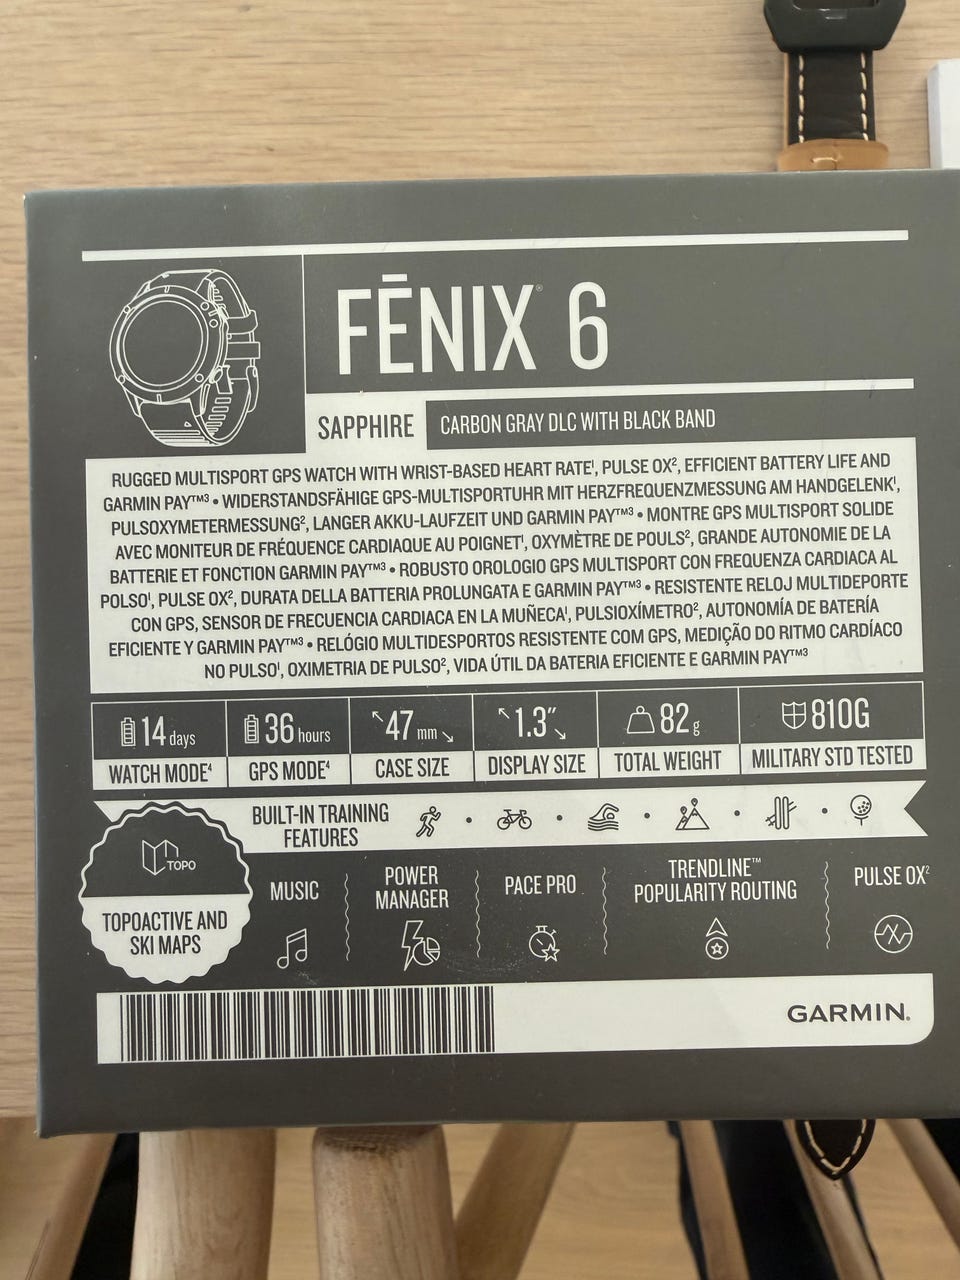 FĒNIX® 6
SAPPHIRE
CARBON GRAY DLC WITH BLACK BAND
RUGGED MULTISPORT GPS WATCH WITH WRIST-BASED HEART RATE¹, PULSE OX², EFFICIENT BATTERY LIFE AND
GARMIN PAY™³ • WIDERSTANDSFÄHIGE GPS-MULTISPORTUHR MIT HERZFREQUENZMESSUNG AM HANDGELENK¹,
PULSOXYMETERMESSUNG², LANGER AKKU-LAUFZEIT UND GARMIN PAY™³ • MONTRE GPS MULTISPORT SOLIDE
AVEC MONITEUR DE FRÉQUENCE CARDIAQUE AU POIGNET¹, OXYMÈTRE DE POULS², GRANDE AUTONOMIE DE LA
BATTERIE ET FONCTION GARMIN PAY™³ • ROBUSTO OROLOGIO GPS MULTISPORT CON FREQUENZA CARDIACA AL
POLSO¹, PULSE OX², DURATA DELLA BATTERIA PROLUNGATA E GARMIN PAY™³ • RESISTENTE RELOJ MULTIDEPORTE
CON GPS, SENSOR DE FRECUENCIA CARDIACA EN LA MUÑECA¹, PULSIOXÍMETRO², AUTONOMÍA DE BATERÍA
EFICIENTE Y GARMIN PAY™³ • RELÓGIO MULTIDESPORTOS RESISTENTE COM GPS, MEDIÇÃO DO RITMO CARDÍACO
NO PULSO¹, OXIMETRIA DE PULSO², VIDA ÚTIL DA BATERIA EFICIENTE E GARMIN PAY™³
14 days
WATCH MODE⁴
36 hours
GPS MODE⁴
47 mm
CASE SIZE
1.3″
DISPLAY SIZE
82 g
TOTAL WEIGHT
810G
MILITARY STD TESTED
BUILT-IN TRAINING
FEATURES
TOPO
TOPOACTIVE AND
SKI MAPS
MUSIC
POWER
MANAGER
PACE PRO
TRENDLINE™
POPULARITY ROUTING
PULSE OX²
GARMIN®